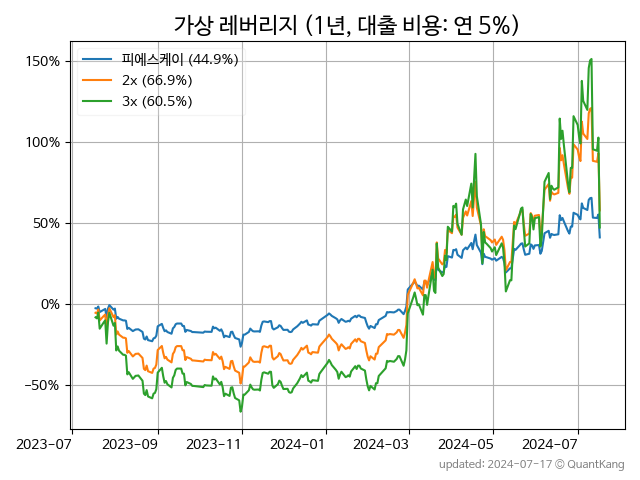 가상 레버리지 (1년, 대출 비용: 연 5%)
피에스케이 (44.9%)
2x (66.9%)
3x (60.5%)
150%
100%
50%
0%
−50%
2023-07 2023-09 2023-11 2024-01 2024-03 2024-05 2024-07
updated: 2024-07-17 © QuantKang